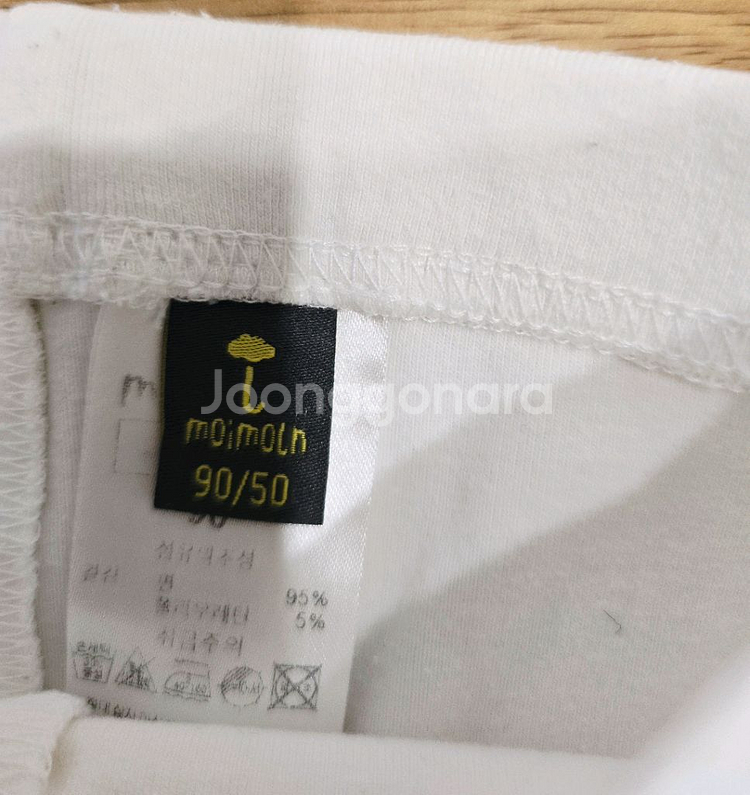 Joonagonara
moimoln
90/50
섬유의조성
겉감
면 95%
폴리우레탄 5%
취급주의